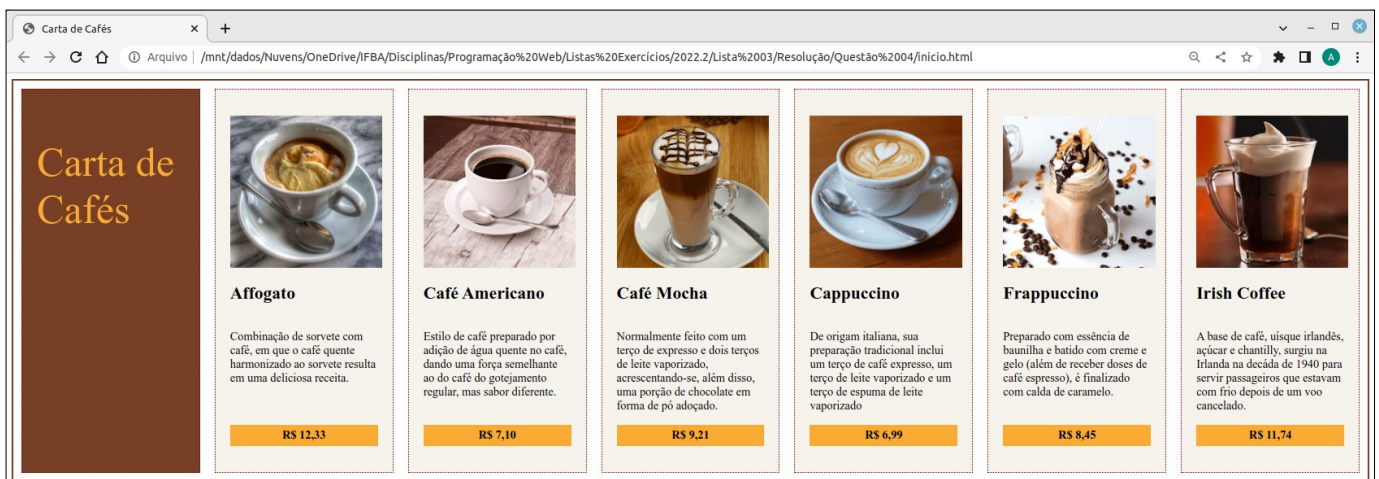 Carta de Cafés
Arquivo
/mnt/dados/Nuvens/OneDrive/IFBA/Disciplinas/Programação%20Web/Listas%20Exercícios/2022.2/Lista%2003/Resolução/Questão%2004/inicio.html
A
Carta de
Cafés
Affogato
Combinação de sorvete com
café, em que o café quente
harmonizado ao sorvete resulta
em uma deliciosa receita.
R$ 12,33
Café Americano
Estilo de café preparado por
adição de água quente no café,
dando uma força semelhante
ao do café do gotejamento
regular, mas sabor diferente.
R$ 7,10
Café Mocha
Normalmente feito com um
terço de expresso e dois terços
de leite vaporizado,
acrescentando-se, além disso,
uma porção de chocolate em
forma de pó adoçado.
R$ 9,21
Cappuccino
De origam italiana, sua
preparação tradicional inclui
um terço de café expresso, um
terço de leite vaporizado e um
terço de espuma de leite
vaporizado
R$ 6,99
Frappuccino
Preparado com essência de
baunilha e batido com creme e
gelo (além de receber doses de
café espresso), é finalizado
com calda de caramelo.
R$ 8,45
Irish Coffee
A base de café, uísque irlandês,
açúcar e chantilly, surgiu na
Irlanda na decáda de 1940 para
servir passageiros que estavam
com frio depois de um voo
cancelado.
R$ 11,74